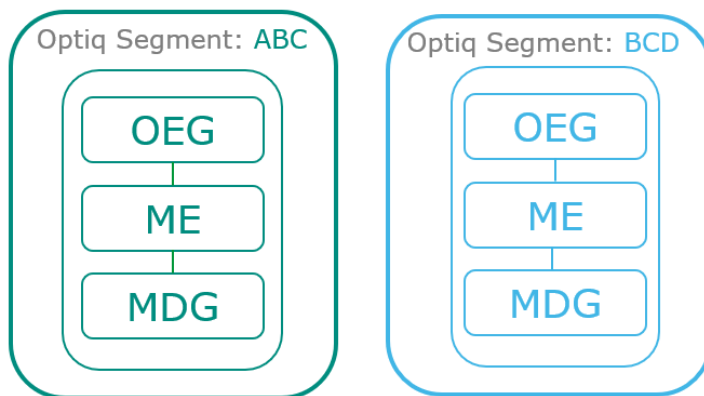 Optiq Segment: ABC
OEG
ME
MDG
Optiq Segment: BCD
OEG
ME
MDG